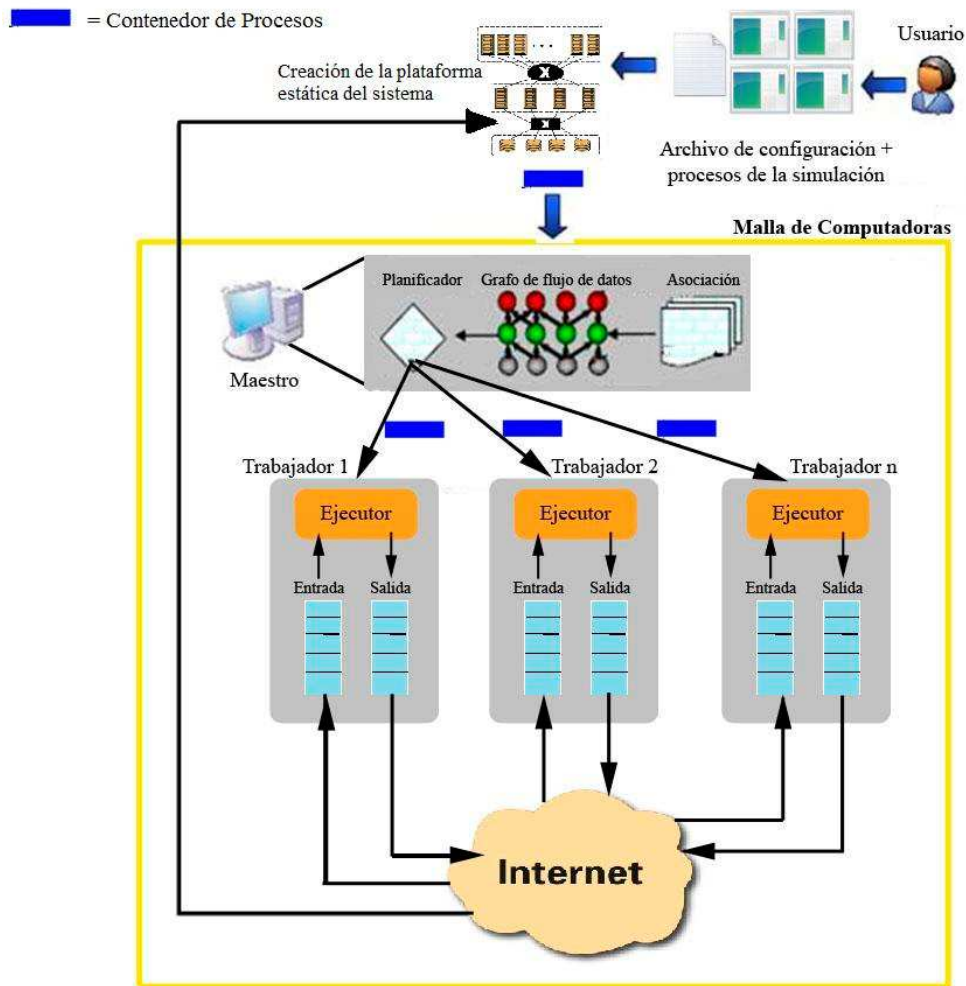 = Contenedor de Procesos
Usuario
Creación de la plataforma
estática del sistema
X
X
Archivo de configuración +
procesos de la simulación
Malla de Computadoras
Planificador
Grafo de flujo de datos
Asociación
Maestro
Trabajador 1
Trabajador 2
Trabajador n
Ejecutor
Ejecutor
Ejecutor
Entrada
Salida
Entrada
Salida
Entrada
Salida
Internet